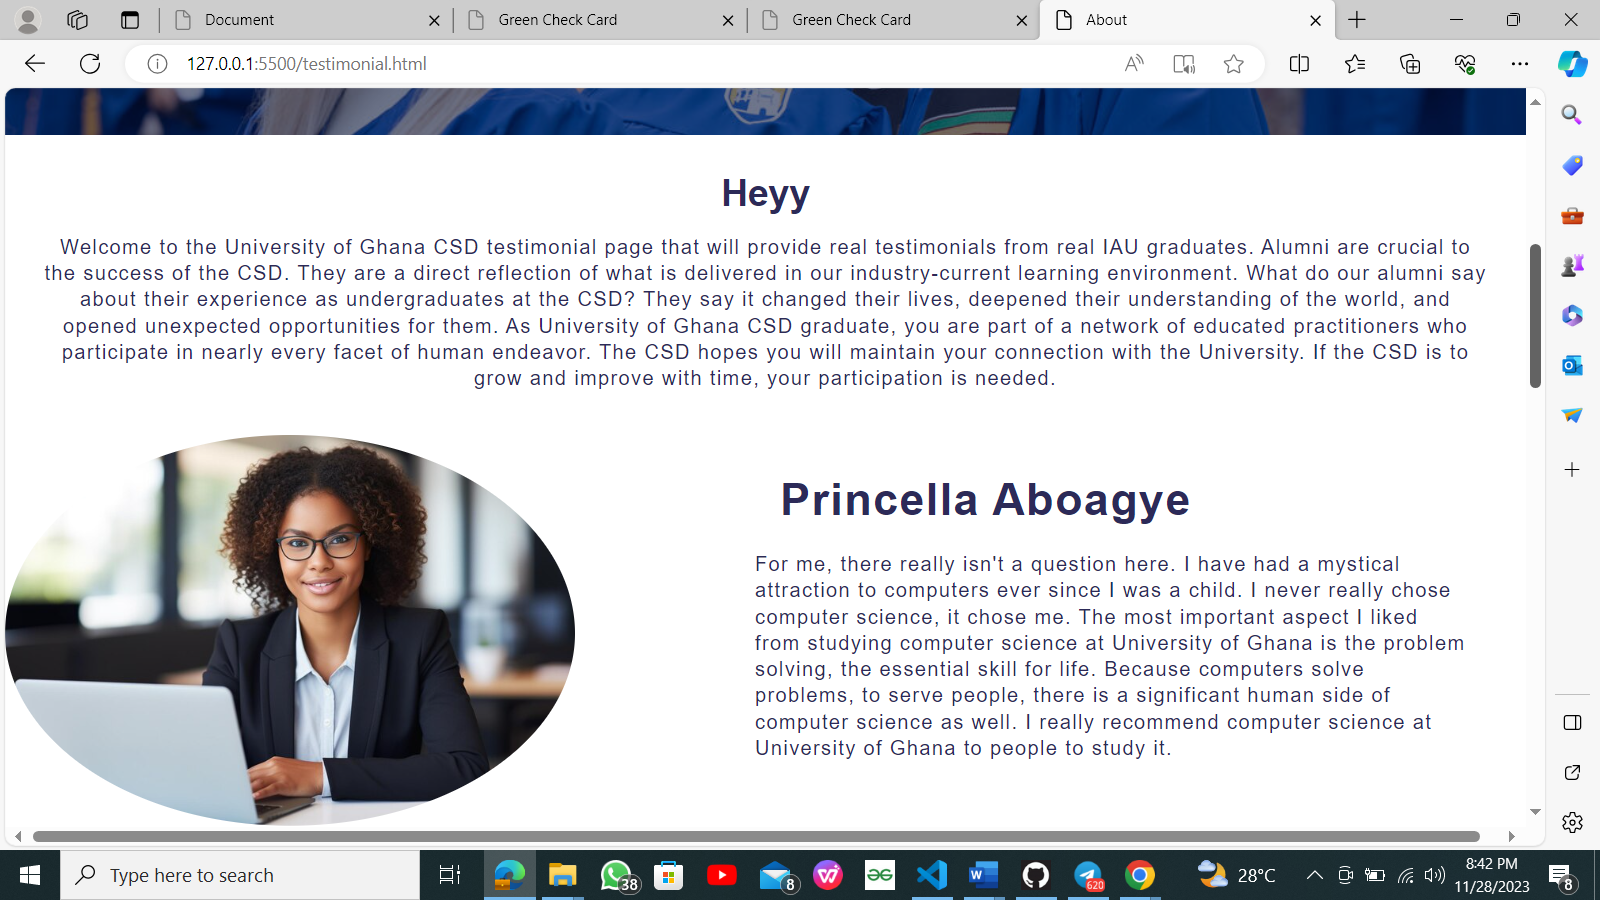 Document
Green Check Card
Green Check Card
About
127.0.0.1:5500/testimonial.html
Heyy
Welcome to the University of Ghana CSD testimonial page that will provide real testimonials from real IAU graduates. Alumni are crucial to
the success of the CSD. They are a direct reflection of what is delivered in our industry-current learning environment. What do our alumni say
about their experience as undergraduates at the CSD? They say it changed their lives, deepened their understanding of the world, and
opened unexpected opportunities for them. As University of Ghana CSD graduate, you are part of a network of educated practitioners who
participate in nearly every facet of human endeavor. The CSD hopes you will maintain your connection with the University. If the CSD is to
grow and improve with time, your participation is needed.
Princella Aboagye
For me, there really isn't a question here. I have had a mystical
attraction to computers ever since I was a child. I never really chose
computer science, it chose me. The most important aspect I liked
from studying computer science at University of Ghana is the problem
solving, the essential skill for life. Because computers solve
problems, to serve people, there is a significant human side of
computer science as well. I really recommend computer science at
University of Ghana to people to study it.
Type here to search
38
8
620
28°C
8:42 PM
11/28/2023
8